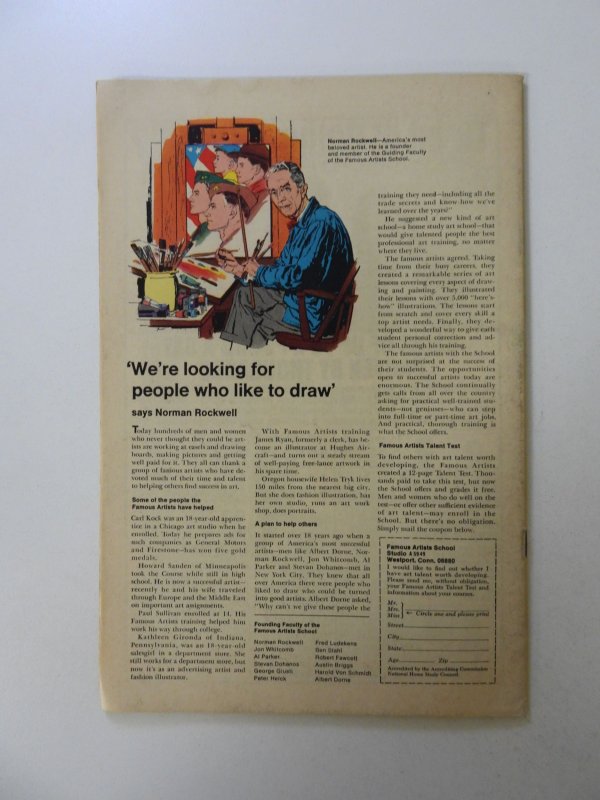 Norman Rockwell—America's most
beloved artist. He is a founder
and member of the Guiding Faculty
of the Famous Artists School.
'We're looking for
people who like to draw'
says Norman Rockwell
Today hundreds of men and women
who never thought they could be art-
ists are working at easels and drawing
boards, making pictures and getting
well paid for it. They all can thank a
group of famous artists who have de-
voted much of their time and talent
to helping others find success in art.
Some of the people the
Famous Artists have helped
Carl Kock was an 18-year-old appren-
tice in a Chicago art studio when he
enrolled. Today he prepares ads for
such companies as General Motors
and Firestone—has won five gold
medals.
Howard Sanden of Minneapolis
took the Course while still in high
school. He is now a successful artist—
recently he and his wife traveled
through Europe and the Middle East
on important art assignments.
Paul Sullivan enrolled at 14. His
Famous Artists training helped him
work his way through college.
Kathleen Gironda of Indiana,
Pennsylvania, was an 18-year-old
salesgirl in a department store. She
still works for a department store, but
now it's as an advertising artist and
fashion illustrator.
With Famous Artists training
James Ryan, formerly a clerk, has be-
come an illustrator at Hughes Air-
craft—and turns out a steady stream
of well-paying free-lance artwork in
his spare time.
Oregon housewife Helen Tryk lives
150 miles from the nearest big city.
But she does fashion illustration, has
her own studio, runs an art work
shop, does portraits.
A plan to help others
It started over 18 years ago when a
group of America's most successful
artists—men like Albert Dorne, Nor-
man Rockwell, Jon Whitcomb, Al
Parker and Stevan Dohanos—met in
New York City. They knew that all
over America there were people who
liked to draw who could be turned
into good artists. Albert Dorne asked,
"Why can't we give these people the
Founding Faculty of the
Famous Artists School
Norman Rockwell
Jon Whitcomb
Al Parker
Stevan Dohanos
George Giusti
Peter Helck
Fred Ludekens
Ben Stahl
Robert Fawcett
Austin Briggs
Harold Von Schmidt
Albert Dorne
training they need—including all the
trade secrets and know-how we've
learned over the years?"
He suggested a new kind of art
school—a home study art school—that
would give talented people the best
professional art training, no matter
where they live.
The famous artists agreed. Taking
time from their busy careers, they
created a remarkable series of art
lessons covering every aspect of draw-
ing and painting. They illustrated
their lessons with over 5,000 "here's-
how" illustrations. The lessons start
from scratch and cover every skill a
top artist needs. Finally, they de-
veloped a wonderful way to give each
student personal correction and ad-
vice all through his training.
The famous artists with the School
are not surprised at the success of
their students. The opportunities
open to successful artists today are
enormous. The School continually
gets calls from all over the country
asking for practical well-trained stu-
dents—not geniuses—who can step
into full-time or part-time art jobs.
And practical, thorough training is
what the School offers.
Famous Artists Talent Test
To find others with art talent worth
developing, the Famous Artists
created a 12-page Talent Test. Thou-
sands paid to take this test, but now
the School offers and grades it free.
Men and women who do well on the
test—or offer other sufficient evidence
of art talent—may enroll in the
School. But there's no obligation.
Simply mail the coupon below.
Famous Artists School
Studio
Westport, Conn. 06880
I would like to find out whether I
have art talent worth developing.
Please send me, without obligation,
your Famous Artists Talent Test and
information about your courses.
Mr.
Mrs.
Miss
← Circle one and please print
Street
City
State
Age Zip
Accredited by the Accrediting Commission
National Home Study Council